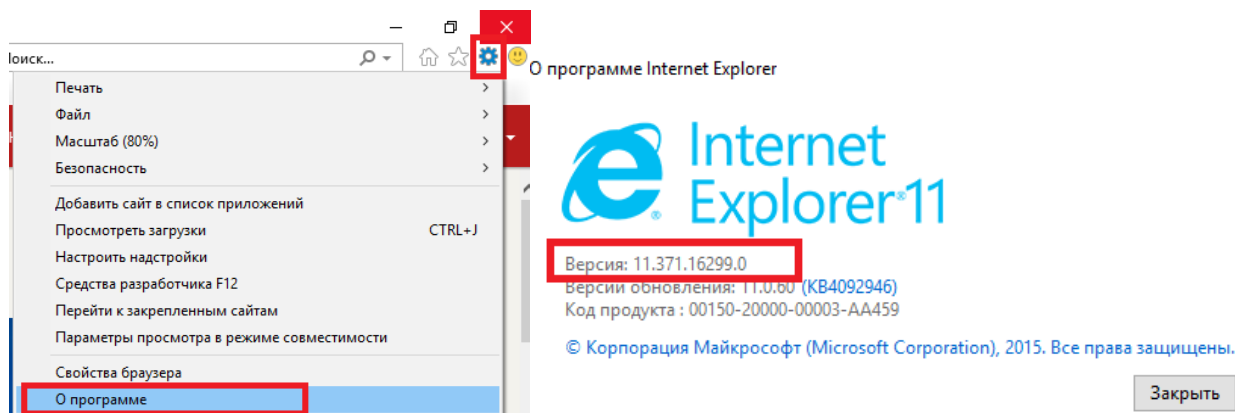 Поиск...
Печать
Файл
Масштаб (80%)
Безопасность
Добавить сайт в список приложений
Просмотреть загрузки CTRL+J
Настроить надстройки
Средства разработчика F12
Перейти к закрепленным сайтам
Параметры просмотра в режиме совместимости
Свойства браузера
О программе
О программе Internet Explorer
Internet
Explorer®11
Версия: 11.371.16299.0
Версии обновления: 11.0.60 (KB4092946)
Код продукта : 00150-20000-00003-AA459
© Корпорация Майкрософт (Microsoft Corporation), 2015. Все права защищены.
Закрыть